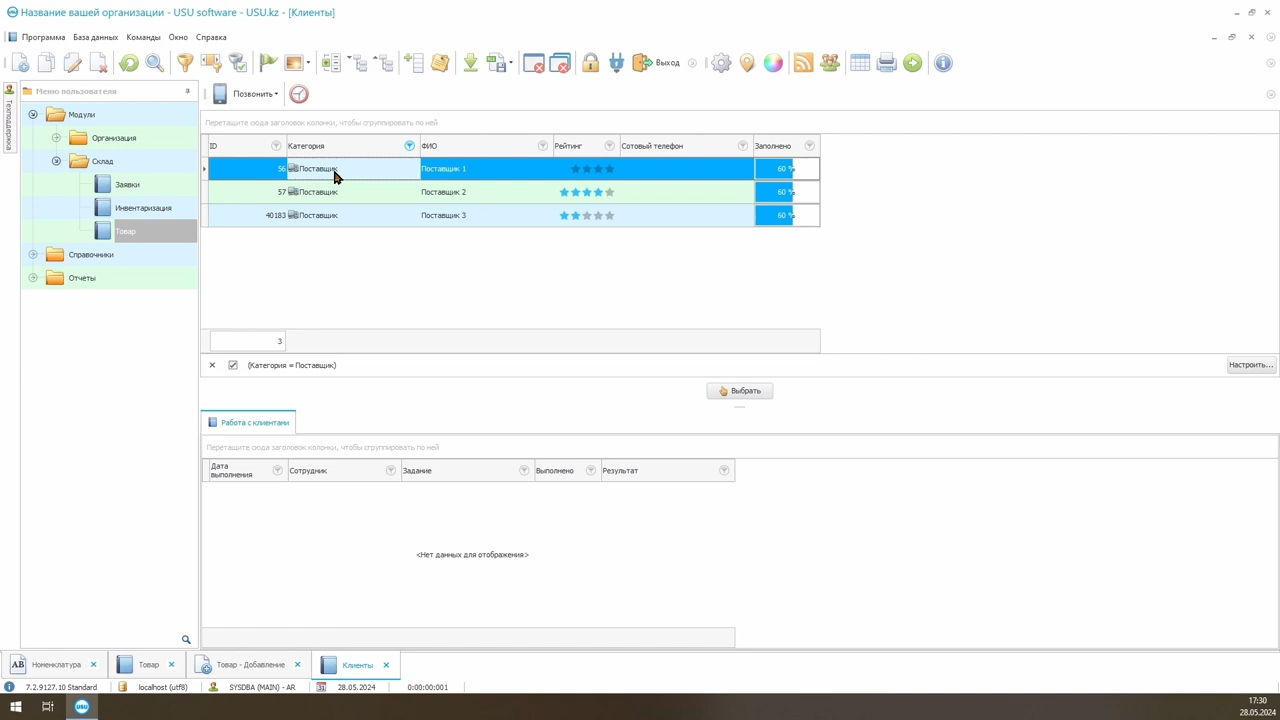 Название вашей организации - USU software - USU.kz - [Клиенты]
Программа База данных Команды Окно Справка
Выход
Меню пользователя
Позвонить
Техподдержка
Модули
Организация
Склад
Заявки
Инвентаризация
Товар
Справочники
Отчеты
Перетащите сюда заголовок колонки, чтобы сгруппировать по ней
ID Категория ФИО Рейтинг Сотовый телефон Заполнено
56 Поставщик Поставщик 1 60 %
57 Поставщик Поставщик 2 60 %
40183 Поставщик Поставщик 3 60 %
3
(Категория = Поставщик) Настроить...
Выбрать
Работа с клиентами
Перетащите сюда заголовок колонки, чтобы сгруппировать по ней
Дата выполнения Сотрудник Задание Выполнено Результат
<Нет данных для отображения>
AB Номенклатура Товар Товар - Добавление Клиенты
7.2.9127.10 Standard localhost (utf8) SYSDBA (MAIN) - AR 31 28.05.2024 0:00:00:001
USU
17:30
28.05.2024